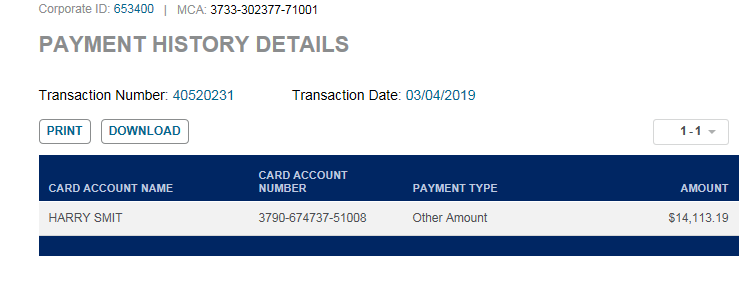 Corporate ID: 653400 | MCA: 3733-302377-71001
PAYMENT HISTORY DETAILS
Transaction Number: 40520231 Transaction Date: 03/04/2019
PRINT DOWNLOAD 1 - 1
CARD ACCOUNT NAME CARD ACCOUNT NUMBER PAYMENT TYPE AMOUNT
HARRY SMIT 3790-674737-51008 Other Amount $14,113.19